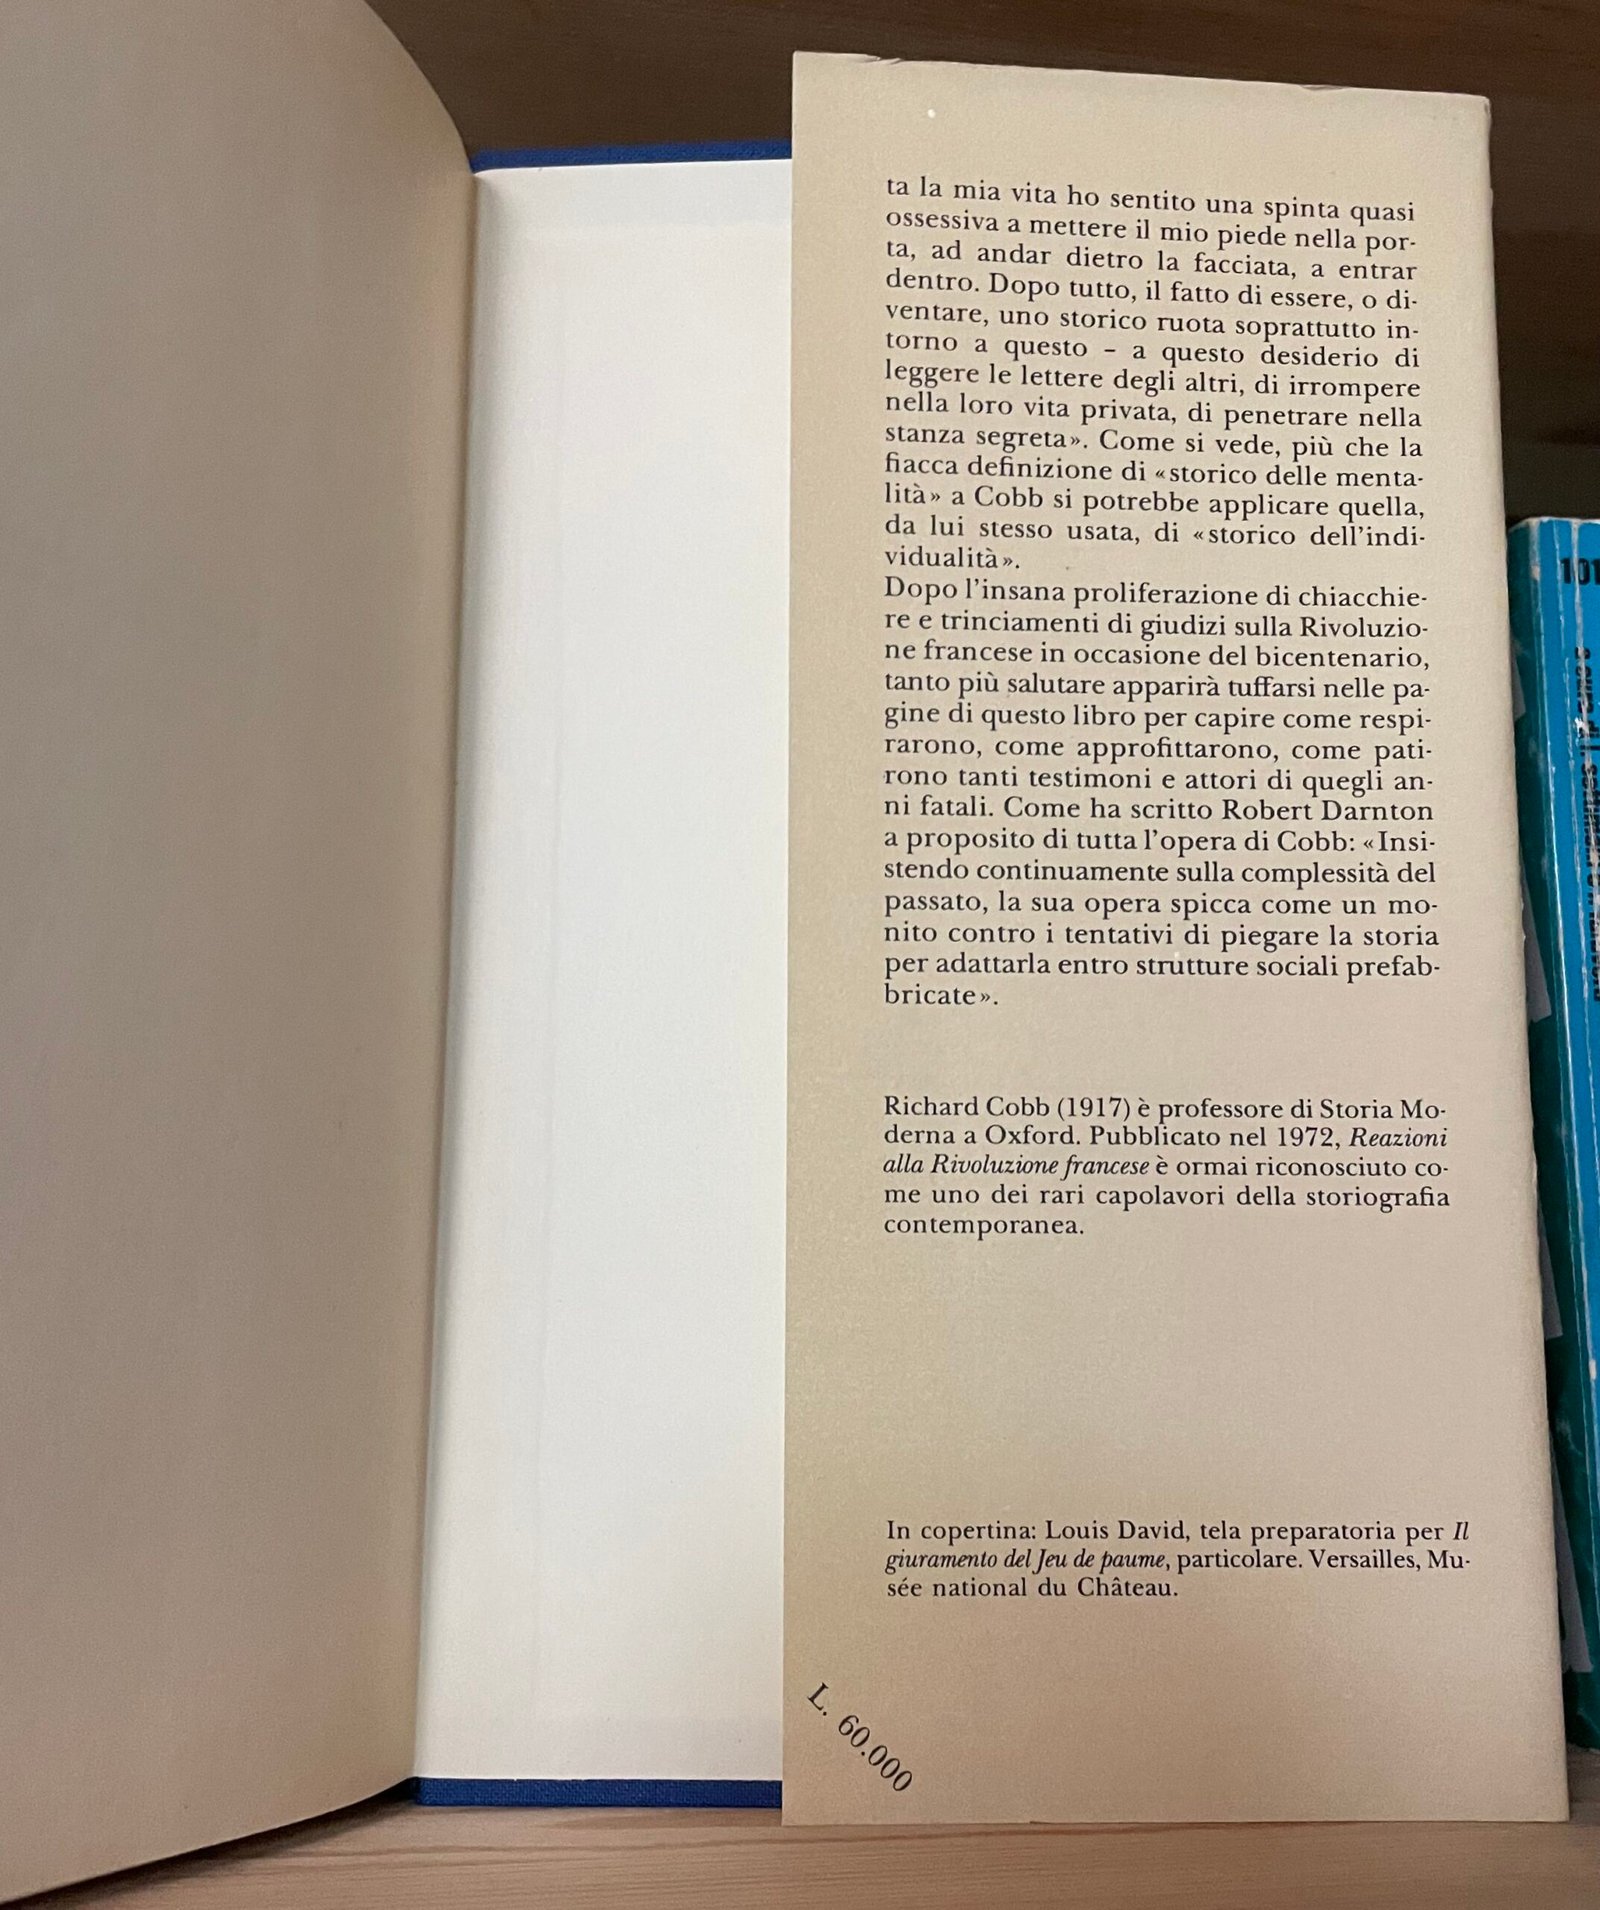 ta la mia vita ho sentito una spinta quasi
ossessiva a mettere il mio piede nella por-
ta, ad andar dietro la facciata, a entrar
dentro. Dopo tutto, il fatto di essere, o di-
ventare, uno storico ruota soprattutto in-
torno a questo – a questo desiderio di
leggere le lettere degli altri, di irrompere
nella loro vita privata, di penetrare nella
stanza segreta». Come si vede, più che la
fiacca definizione di «storico delle menta-
lità» a Cobb si potrebbe applicare quella,
da lui stesso usata, di «storico dell'indi-
vidualità».
Dopo l'insana proliferazione di chiacchie-
re e trinciamenti di giudizi sulla Rivoluzio-
ne francese in occasione del bicentenario,
tanto più salutare apparirà tuffarsi nelle pa-
gine di questo libro per capire come respi-
rarono, come approfittarono, come pati-
rono tanti testimoni e attori di quegli an-
ni fatali. Come ha scritto Robert Darnton
a proposito di tutta l'opera di Cobb: «Insi-
stendo continuamente sulla complessità del
passato, la sua opera spicca come un mo-
nito contro i tentativi di piegare la storia
per adattarla entro strutture sociali prefab-
bricate».
Richard Cobb (1917) è professore di Storia Mo-
derna a Oxford. Pubblicato nel 1972, Reazioni
alla Rivoluzione francese è ormai riconosciuto co-
me uno dei rari capolavori della storiografia
contemporanea.
In copertina: Louis David, tela preparatoria per Il
giuramento del Jeu de paume, particolare. Versailles, Mu-
sée national du Château.
L. 60.000
101